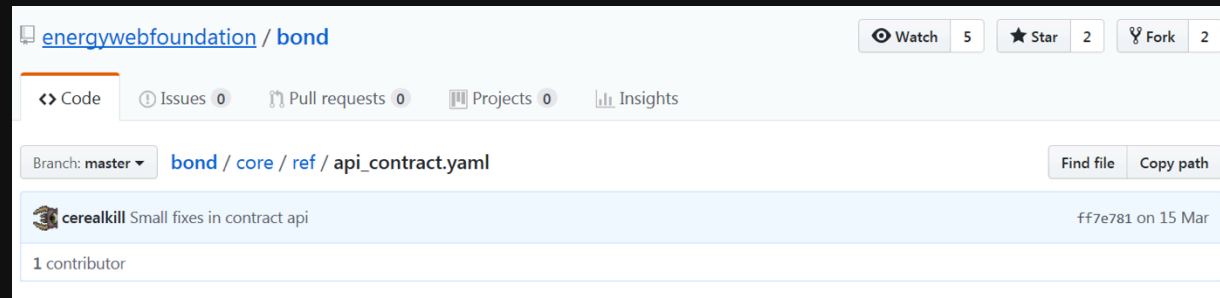 energywebfoundation / bond
Watch 5 Star 2 Fork 2
<> Code Issues 0 Pull requests 0 Projects 0 Insights
Branch: master bond / core / ref / api_contract.yaml Find file Copy path
cerealkill Small fixes in contract api ff7e781 on 15 Mar
1 contributor